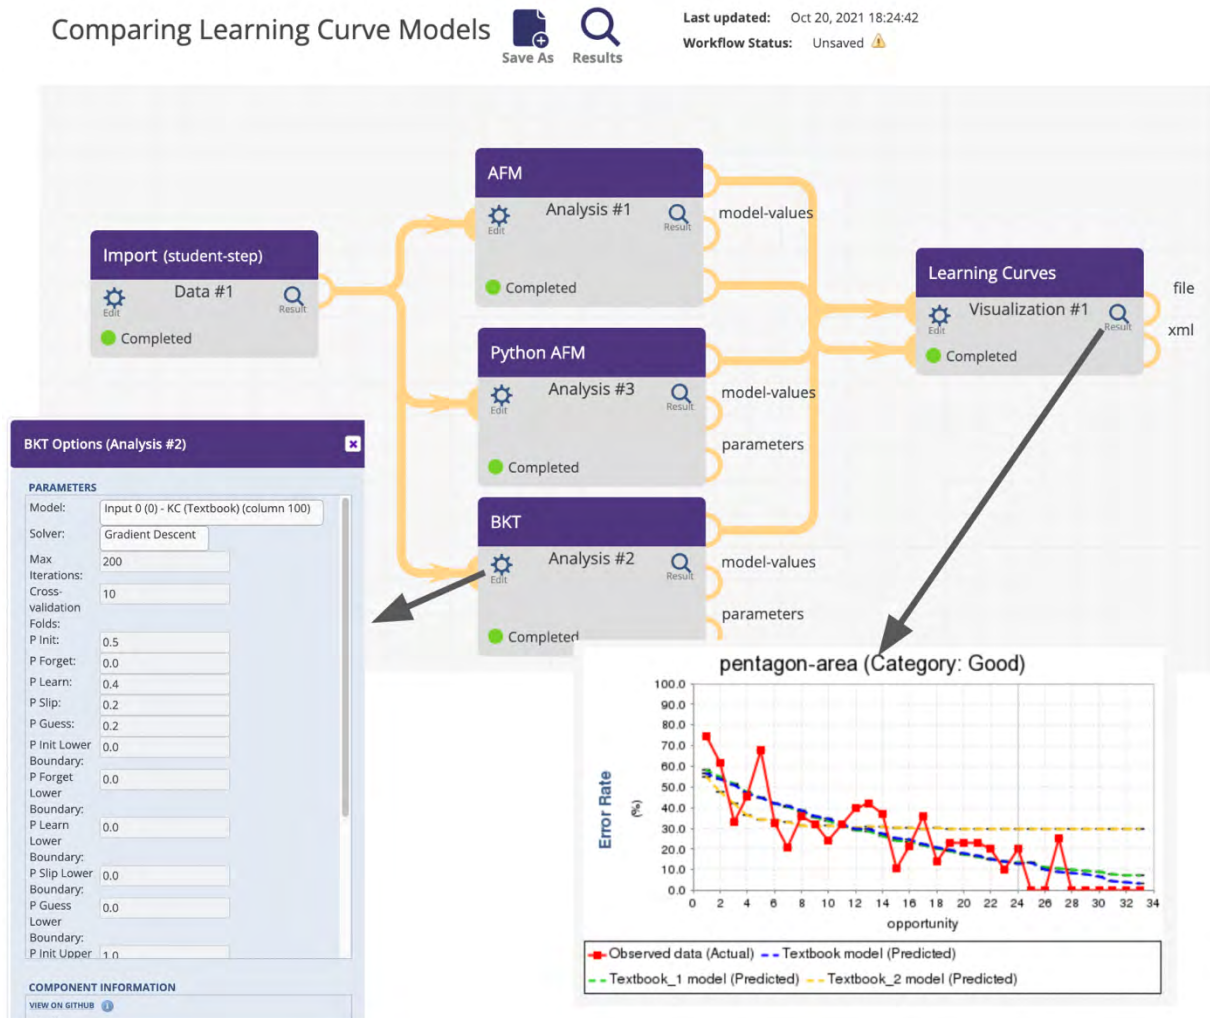 Comparing Learning Curve Models
Save As
Results
Last updated: Oct 20, 2021 18:24:42
Workflow Status: Unsaved
AFM
Analysis #1
Edit
Result
model-values
Completed
Import (student-step)
Data #1
Edit
Result
Completed
Learning Curves
Visualization #1
Edit
Result
file
xml
Completed
Python AFM
Analysis #3
Edit
Result
model-values
parameters
Completed
BKT
Analysis #2
Edit
Result
model-values
parameters
Completed
BKT Options (Analysis #2)
PARAMETERS
Model: Input 0 (0) - KC (Textbook) (column 100)
Solver: Gradient Descent
Max
Iterations: 200
Cross-
validation
Folds: 10
P Init: 0.5
P Forget: 0.0
P Learn: 0.4
P Slip: 0.2
P Guess: 0.2
P Init Lower
Boundary: 0.0
P Forget
Lower
Boundary: 0.0
P Learn
Lower
Boundary: 0.0
P Slip Lower
Boundary: 0.0
P Guess
Lower
Boundary: 0.0
P Init Upper 1.0
COMPONENT INFORMATION
VIEW ON GITHUB
pentagon-area (Category: Good)
Error Rate
(%)
100.0
90.0
80.0
70.0
60.0
50.0
40.0
30.0
20.0
10.0
0.0
0 2 4 6 8 10 12 14 16 18 20 22 24 26 28 30 32 34
opportunity
Observed data (Actual) Textbook model (Predicted)
Textbook_1 model (Predicted) Textbook_2 model (Predicted)